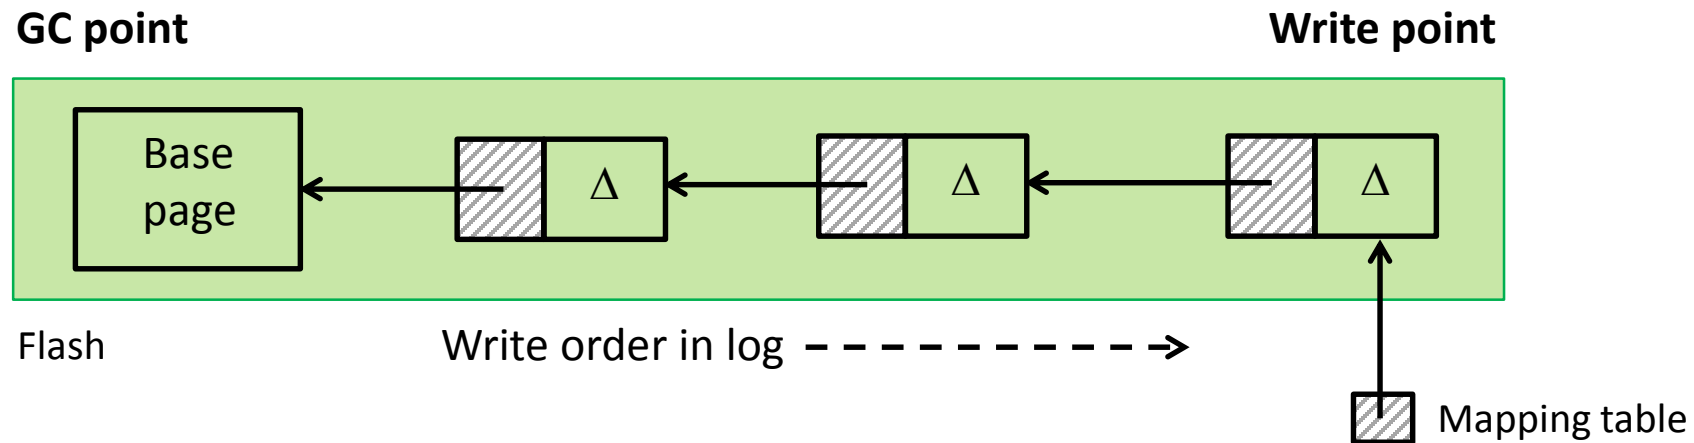 GC point
Write point
Base
page
Δ
Δ
Δ
Flash
Write order in log
Mapping table